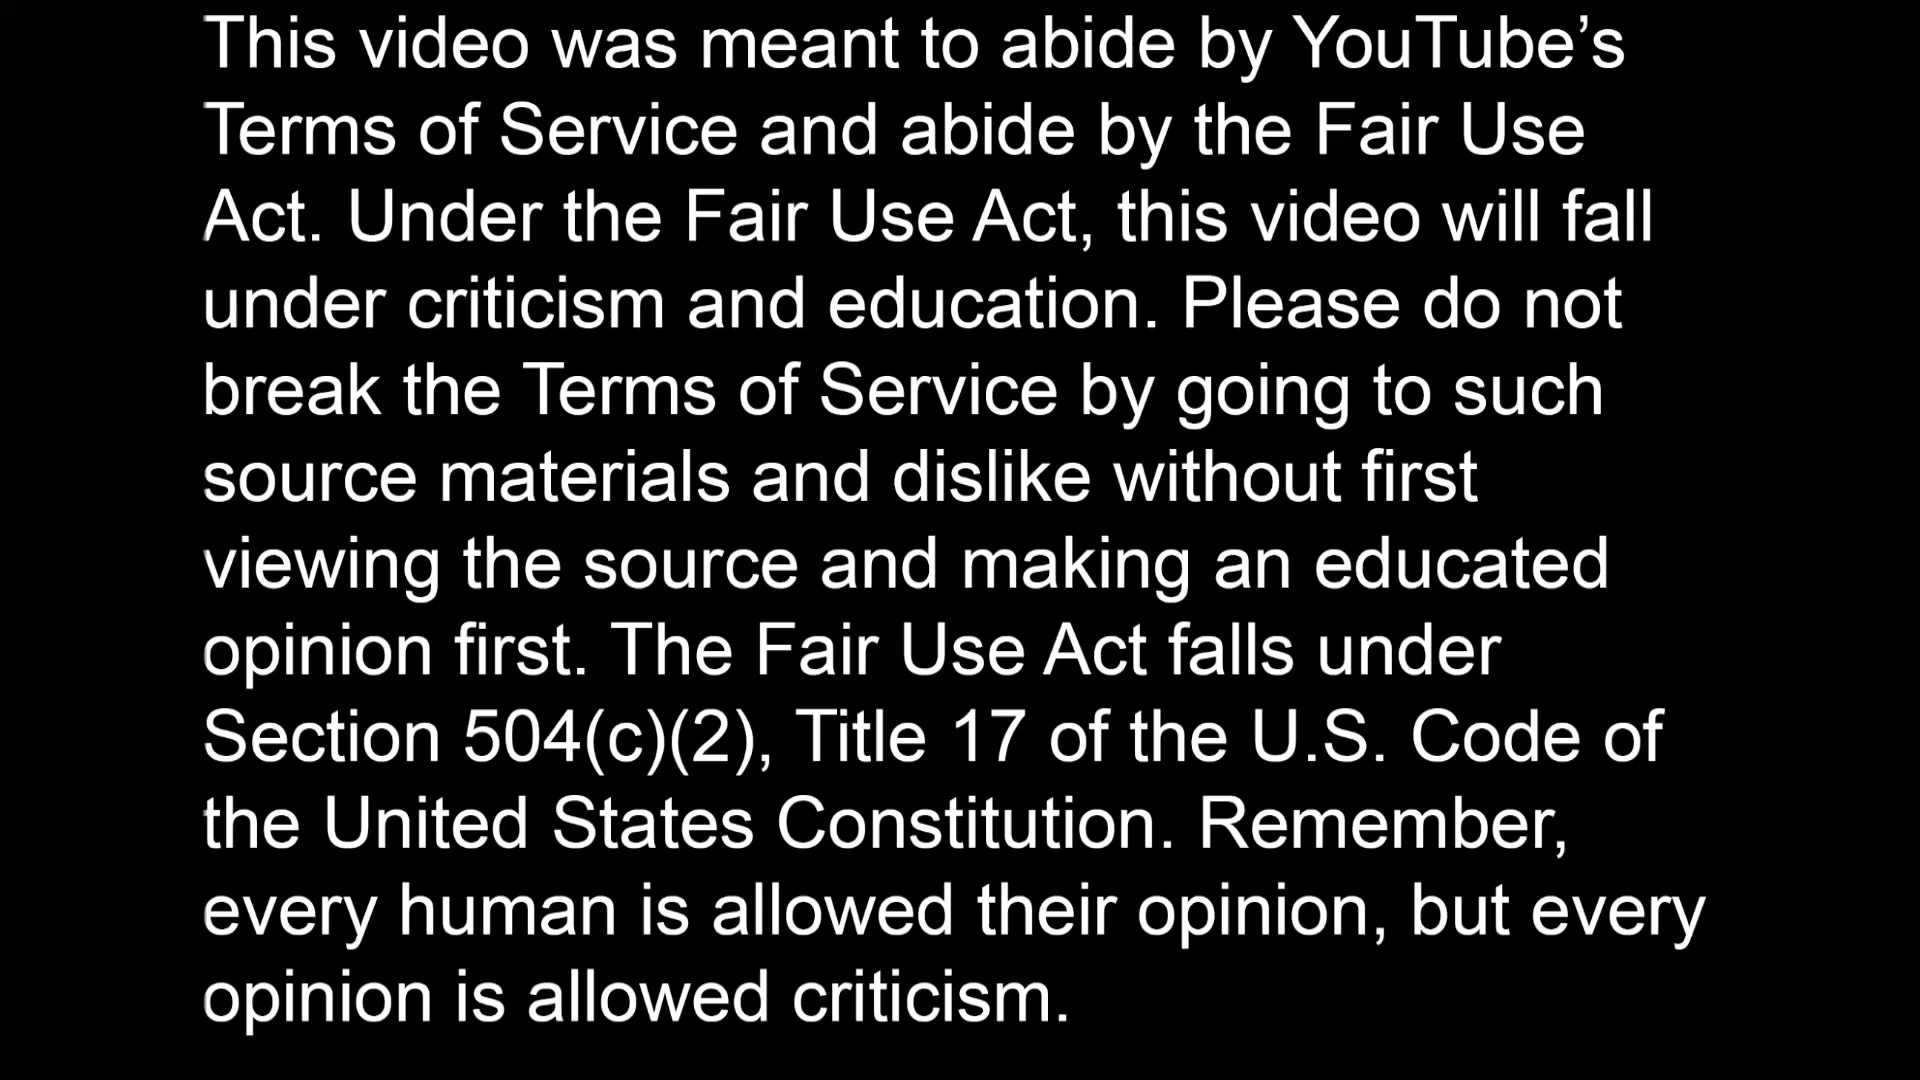 This video was meant to abide by YouTube’s
Terms of Service and abide by the Fair Use
Act. Under the Fair Use Act, this video will fall
under criticism and education. Please do not
break the Terms of Service by going to such
source materials and dislike without first
viewing the source and making an educated
opinion first. The Fair Use Act falls under
Section 504(c)(2), Title 17 of the U.S. Code of
the United States Constitution. Remember,
every human is allowed their opinion, but every
opinion is allowed criticism.